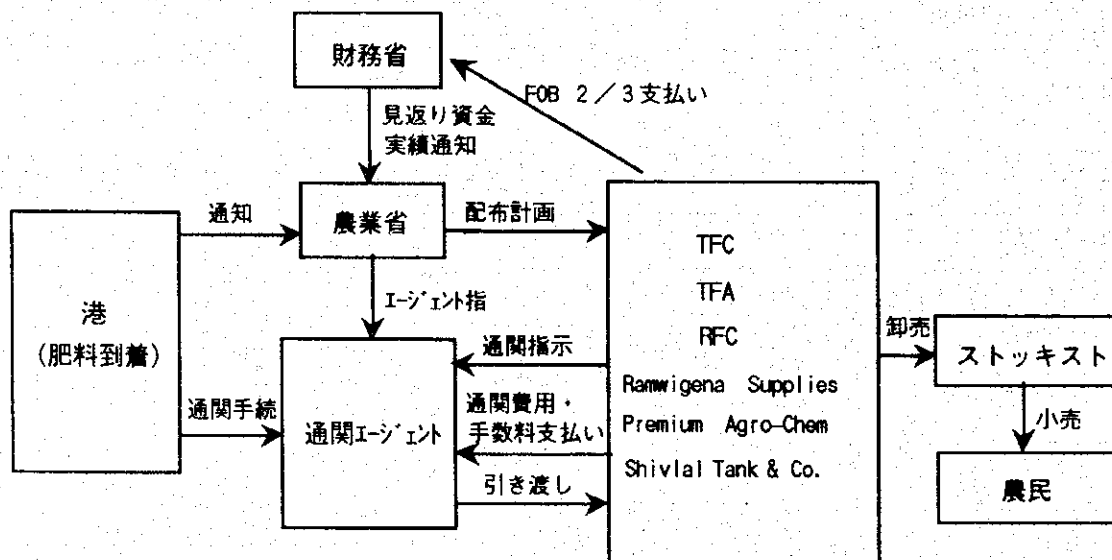 財務省
FOB 2/3支払い
見返り資金
実績通知
通知
農業省
配布計画
港
(肥料到着)
エージェント指
TFC
TFA
RFC
Ramwigena Supplies
Premium Agro-Chem
Shivlal Tank & Co.
卸売
ストッキスト
通関手続
通関エージェント
通関指示
通関費用・
手数料支払い
引き渡し
小売
農民